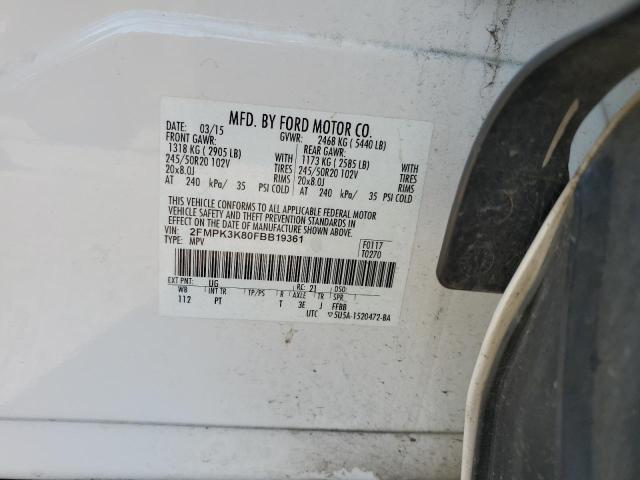 MFD. BY FORD MOTOR CO.
DATE: 03/15 GVWR: 2468 KG ( 5440 LB)
FRONT GAWR: REAR GAWR:
1318 KG ( 2905 LB) 1173 KG ( 2585 LB)
245/50R20 102V TIRES 245/50R20 102V TIRES
20x8.0J RIMS 20x8.0J RIMS
AT 240 kPa/ 35 PSI COLD AT 240 kPa/ 35 PSI COLD
THIS VEHICLE CONFORMS TO ALL APPLICABLE FEDERAL MOTOR
VEHICLE SAFETY AND THEFT PREVENTION STANDARDS IN
EFFECT ON THE DATE OF MANUFACTURE SHOWN ABOVE.
VIN: 2FMPK3K80FBB19361 F0117
TYPE: MPV T0270
EXT PNT: UG RC: 21 DSO:
WB INT TR TP/PS R AXLE TR SPR
112 PT T 3E J FFBB
UTC ▽5U5A-1520472-BA